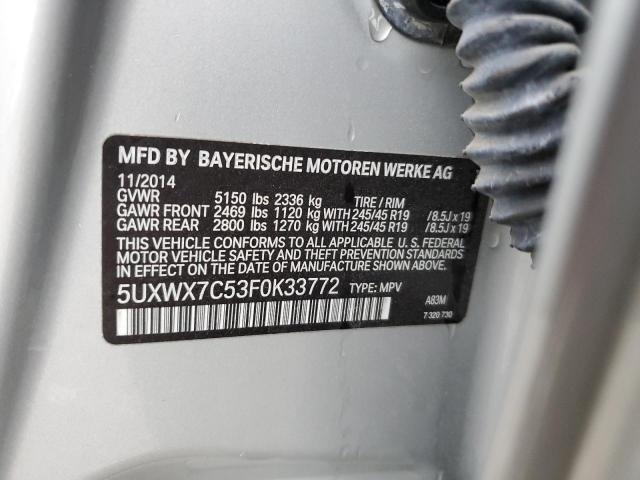 MFD BY BAYERISCHE MOTOREN WERKE AG
11/2014
GVWR 5150 lbs 2336 kg TIRE / RIM
GAWR FRONT 2469 lbs 1120 kg WITH 245/45 R19 /8.5J x 19
GAWR REAR 2800 lbs 1270 kg WITH 245/45 R19 /8.5J x 19
THIS VEHICLE CONFORMS TO ALL APPLICABLE U. S. FEDERAL
MOTOR VEHICLE SAFETY AND THEFT PREVENTION STANDARDS
IN EFFECT ON THE DATE OF MANUFACTURE SHOWN ABOVE.
5UXWX7C53F0K33772 TYPE: MPV
A83M
7 320 730